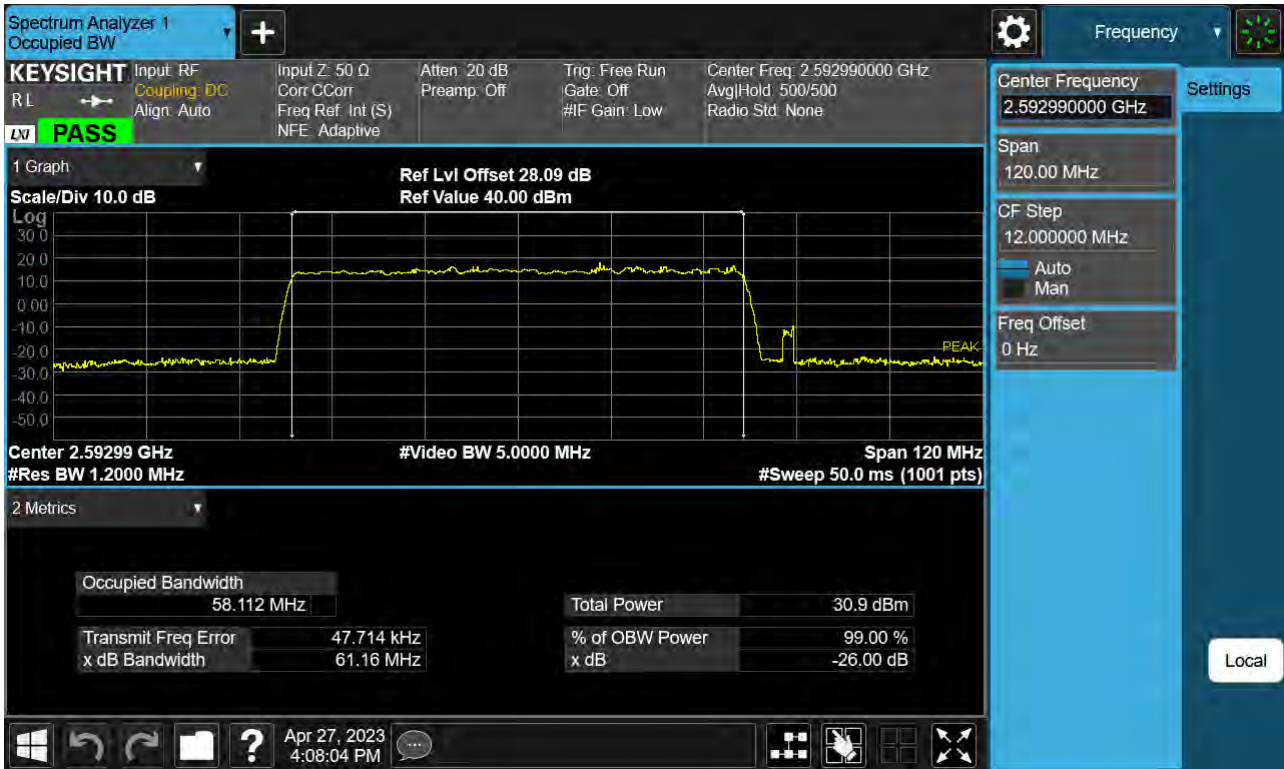 Spectrum Analyzer 1
Occupied BW
Frequency
KEYSIGHT
R L
LXI
PASS
Input: RF
Coupling: DC
Align: Auto
Input Z: 50 Ω
Corr CCorr
Freq Ref: Int (S)
NFE: Adaptive
Atten: 20 dB
Preamp: Off
Trig: Free Run
Gate: Off
#IF Gain: Low
Center Freq: 2.592990000 GHz
Avg|Hold: 500/500
Radio Std: None
1 Graph
Scale/Div 10.0 dB
Ref Lvl Offset 28.09 dB
Ref Value 40.00 dBm
Log
30.0
20.0
10.0
0.00
-10.0
-20.0
-30.0
-40.0
-50.0
PEAK
Center 2.59299 GHz
#Res BW 1.2000 MHz
#Video BW 5.0000 MHz
Span 120 MHz
#Sweep 50.0 ms (1001 pts)
2 Metrics
Occupied Bandwidth
58.112 MHz
Transmit Freq Error 47.714 kHz
x dB Bandwidth 61.16 MHz
Total Power 30.9 dBm
% of OBW Power 99.00 %
x dB -26.00 dB
Center Frequency
2.592990000 GHz
Settings
Span
120.00 MHz
CF Step
12.000000 MHz
Auto
Man
Freq Offset
0 Hz
Local
?
Apr 27, 2023
4:08:04 PM